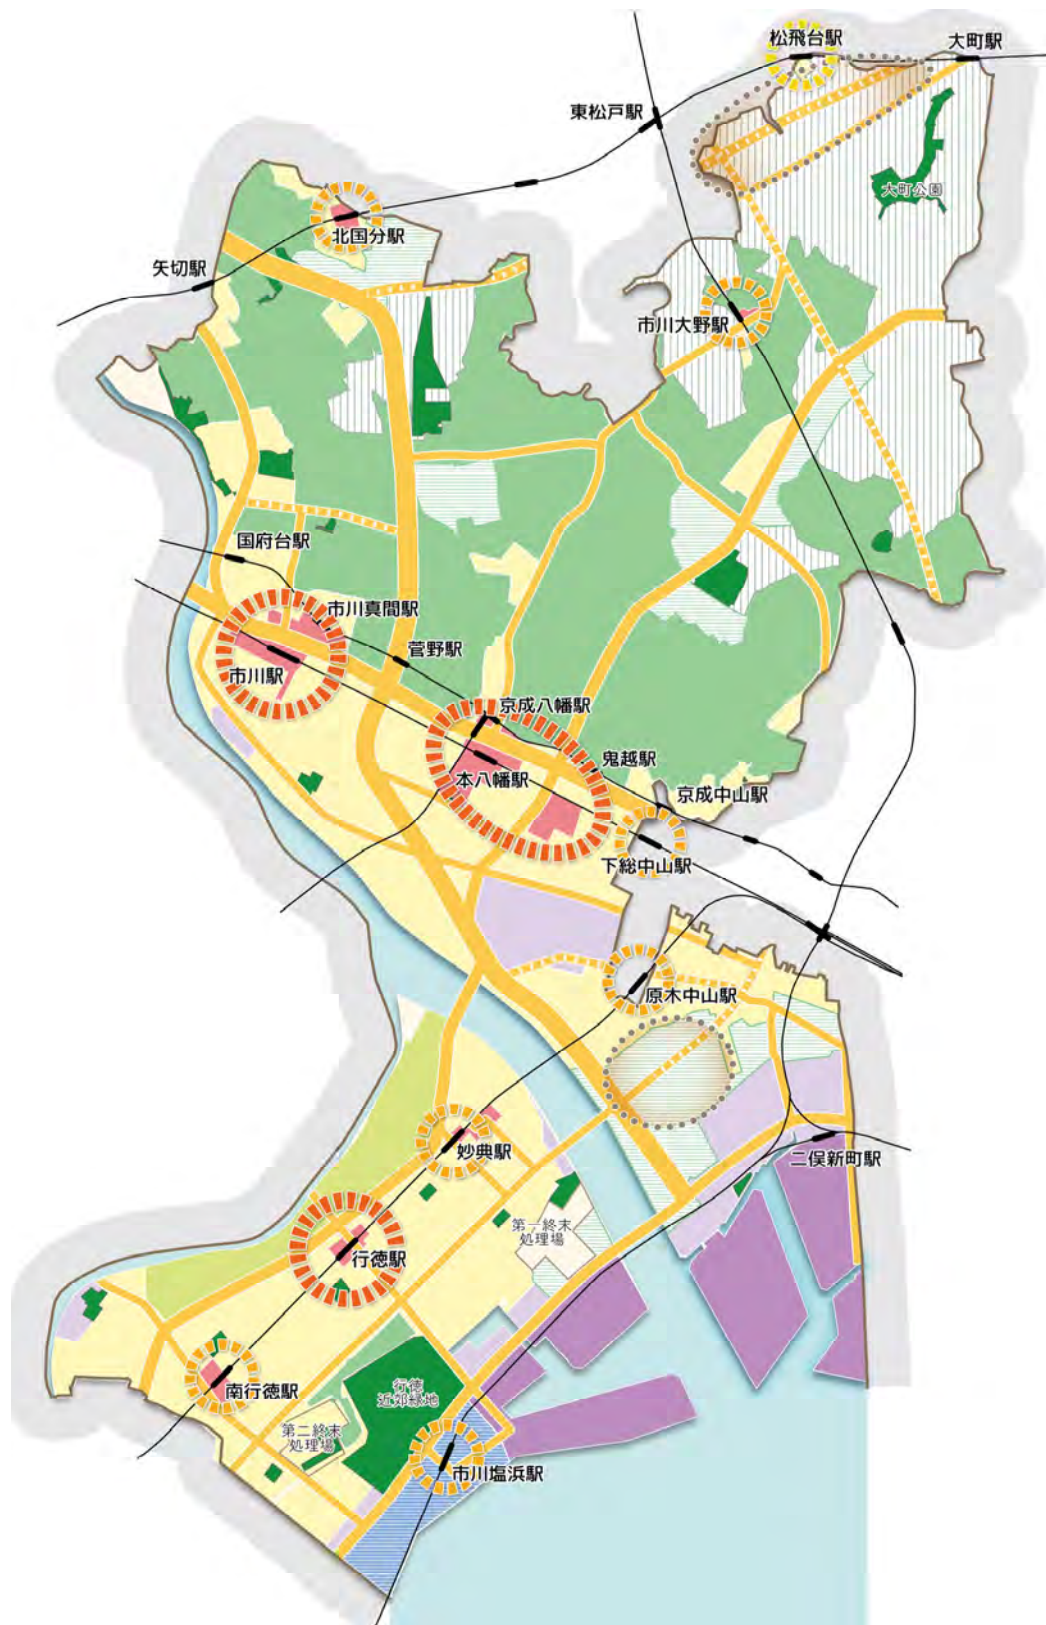 松飛台駅
大町駅
東松戸駅
大町公園
北国分駅
矢切駅
市川大野駅
国府台駅
市川真間駅
菅野駅
市川駅
京成八幡駅
鬼越駅
本八幡駅
京成中山駅
下総中山駅
原木中山駅
妙典駅
二俣新町駅
第一終末
処理場
行徳駅
南行徳駅
行徳
近郊緑地
第二終末
処理場
市川塩浜駅